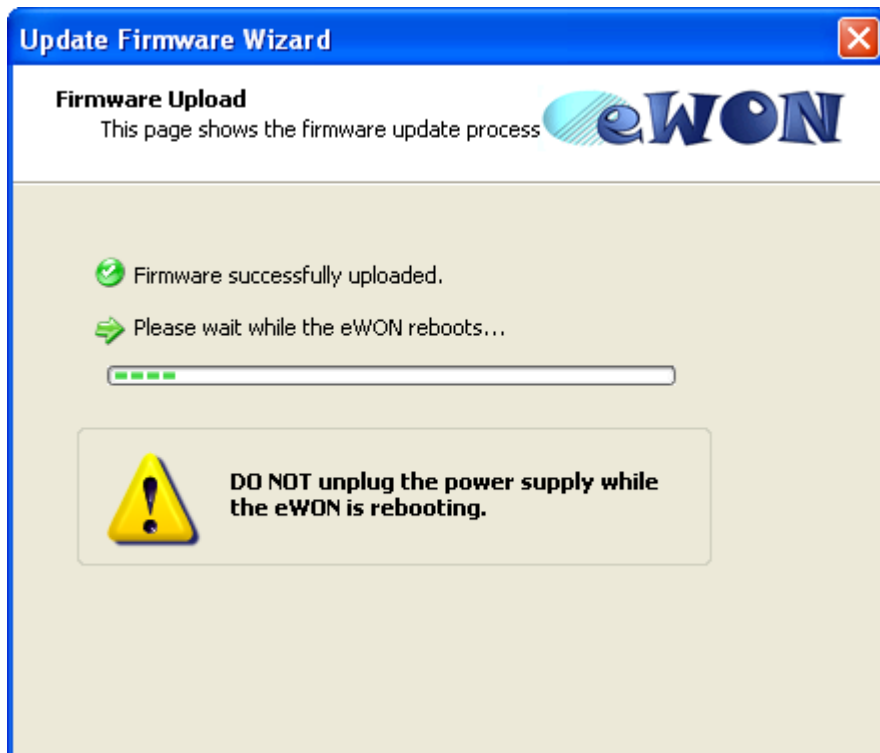 Update Firmware Wizard
Firmware Upload
This page shows the firmware update process
eWON
Firmware successfully uploaded.
Please wait while the eWON reboots...
DO NOT unplug the power supply while
the eWON is rebooting.